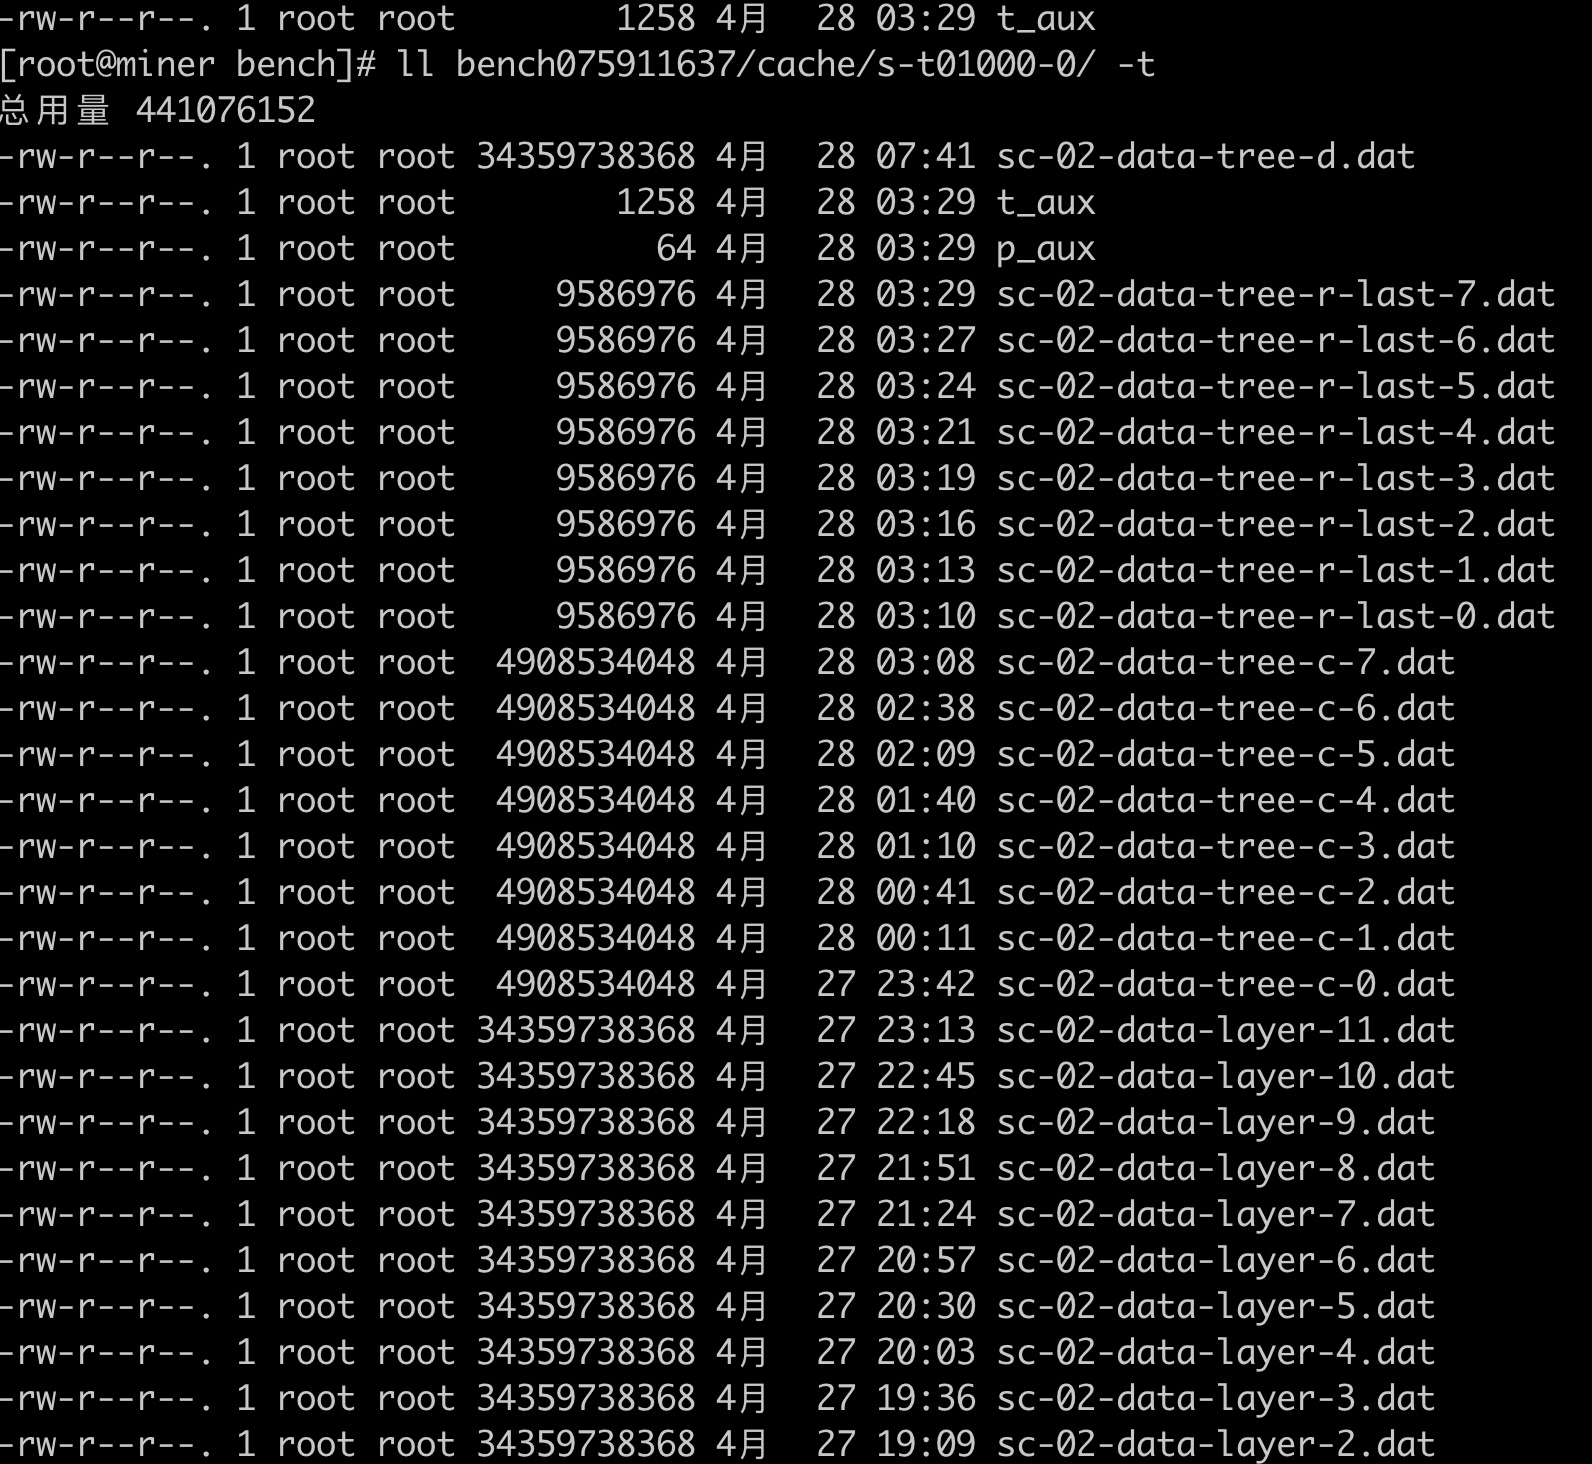 -rw-r--r--. 1 root root        1258 4月  28 03:29 t_aux
[root@miner bench]# ll bench075911637/cache/s-t01000-0/ -t
总用量 441076152
-rw-r--r--. 1 root root 34359738368 4月  28 07:41 sc-02-data-tree-d.dat
-rw-r--r--. 1 root root        1258 4月  28 03:29 t_aux
-rw-r--r--. 1 root root          64 4月  28 03:29 p_aux
-rw-r--r--. 1 root root     9586976 4月  28 03:29 sc-02-data-tree-r-last-7.dat
-rw-r--r--. 1 root root     9586976 4月  28 03:27 sc-02-data-tree-r-last-6.dat
-rw-r--r--. 1 root root     9586976 4月  28 03:24 sc-02-data-tree-r-last-5.dat
-rw-r--r--. 1 root root     9586976 4月  28 03:21 sc-02-data-tree-r-last-4.dat
-rw-r--r--. 1 root root     9586976 4月  28 03:19 sc-02-data-tree-r-last-3.dat
-rw-r--r--. 1 root root     9586976 4月  28 03:16 sc-02-data-tree-r-last-2.dat
-rw-r--r--. 1 root root     9586976 4月  28 03:13 sc-02-data-tree-r-last-1.dat
-rw-r--r--. 1 root root     9586976 4月  28 03:10 sc-02-data-tree-r-last-0.dat
-rw-r--r--. 1 root root  4908534048 4月  28 03:08 sc-02-data-tree-c-7.dat
-rw-r--r--. 1 root root  4908534048 4月  28 02:38 sc-02-data-tree-c-6.dat
-rw-r--r--. 1 root root  4908534048 4月  28 02:09 sc-02-data-tree-c-5.dat
-rw-r--r--. 1 root root  4908534048 4月  28 01:40 sc-02-data-tree-c-4.dat
-rw-r--r--. 1 root root  4908534048 4月  28 01:10 sc-02-data-tree-c-3.dat
-rw-r--r--. 1 root root  4908534048 4月  28 00:41 sc-02-data-tree-c-2.dat
-rw-r--r--. 1 root root  4908534048 4月  28 00:11 sc-02-data-tree-c-1.dat
-rw-r--r--. 1 root root  4908534048 4月  27 23:42 sc-02-data-tree-c-0.dat
-rw-r--r--. 1 root root 34359738368 4月  27 23:13 sc-02-data-layer-11.dat
-rw-r--r--. 1 root root 34359738368 4月  27 22:45 sc-02-data-layer-10.dat
-rw-r--r--. 1 root root 34359738368 4月  27 22:18 sc-02-data-layer-9.dat
-rw-r--r--. 1 root root 34359738368 4月  27 21:51 sc-02-data-layer-8.dat
-rw-r--r--. 1 root root 34359738368 4月  27 21:24 sc-02-data-layer-7.dat
-rw-r--r--. 1 root root 34359738368 4月  27 20:57 sc-02-data-layer-6.dat
-rw-r--r--. 1 root root 34359738368 4月  27 20:30 sc-02-data-layer-5.dat
-rw-r--r--. 1 root root 34359738368 4月  27 20:03 sc-02-data-layer-4.dat
-rw-r--r--. 1 root root 34359738368 4月  27 19:36 sc-02-data-layer-3.dat
-rw-r--r--. 1 root root 34359738368 4月  27 19:09 sc-02-data-layer-2.dat